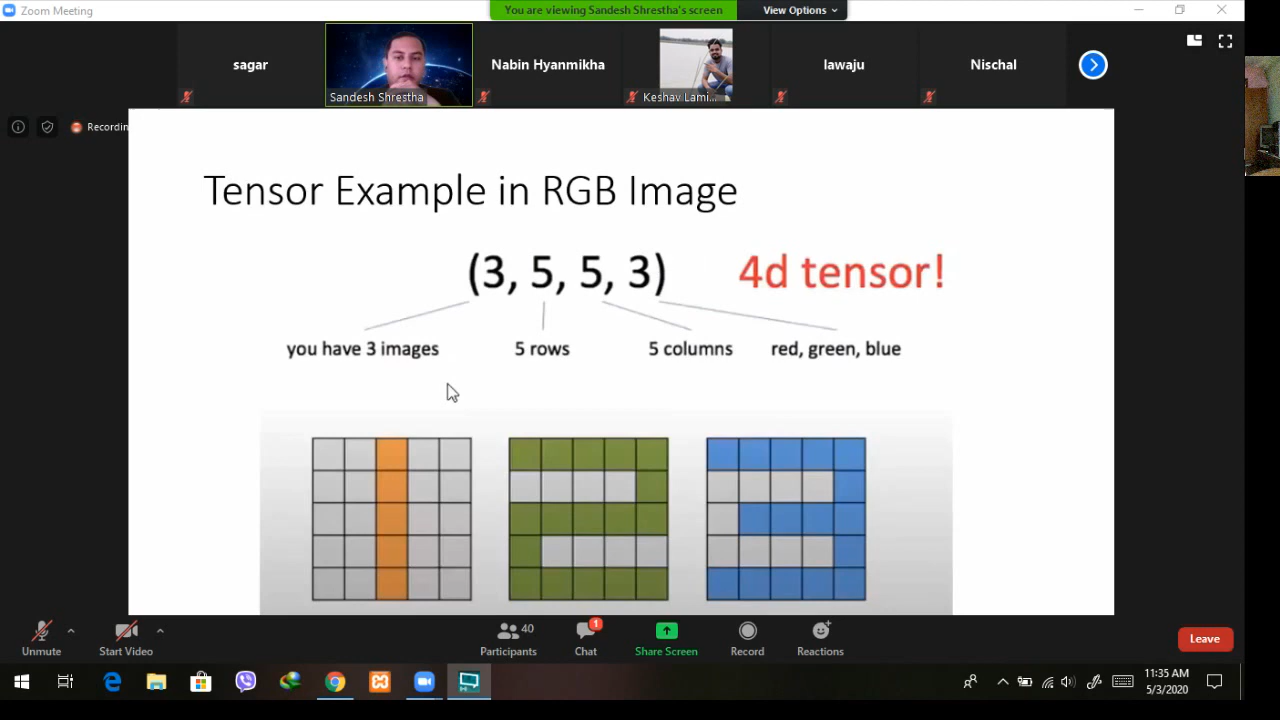 Zoom Meeting
You are viewing Sandesh Shrestha's screen
View Options
sagar
Sandesh Shrestha
Nabin Hyanmikha
Keshav Lami...
lawaju
Nischal
Recordin
Tensor Example in RGB Image
(3, 5, 5, 3)
4d tensor!
you have 3 images
5 rows
5 columns
red, green, blue
Unmute
Start Video
40
Participants
1
Chat
Share Screen
Record
Reactions
Leave
11:35 AM
5/3/2020